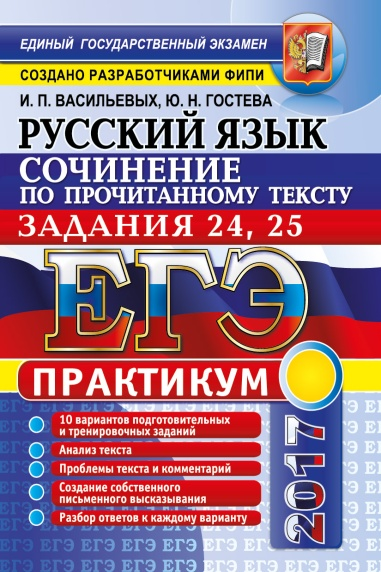 ЕДИНЫЙ ГОСУДАРСТВЕННЫЙ ЭКЗАМЕН
СОЗДАНО РАЗРАБОТЧИКАМИ ФИПИ
И. П. ВАСИЛЬЕВЫХ, Ю. Н. ГОСТЕВА
РУССКИЙ ЯЗЫК
СОЧИНЕНИЕ
ПО ПРОЧИТАННОМУ ТЕКСТУ
ЗАДАНИЯ 24, 25
ЕГЭ
ПРАКТИКУМ
10 вариантов подготовительных
и тренировочных заданий
Анализ текста
Проблемы текста и комментарий
Создание собственного
письменного высказывания
Разбор ответов к каждому варианту
2017